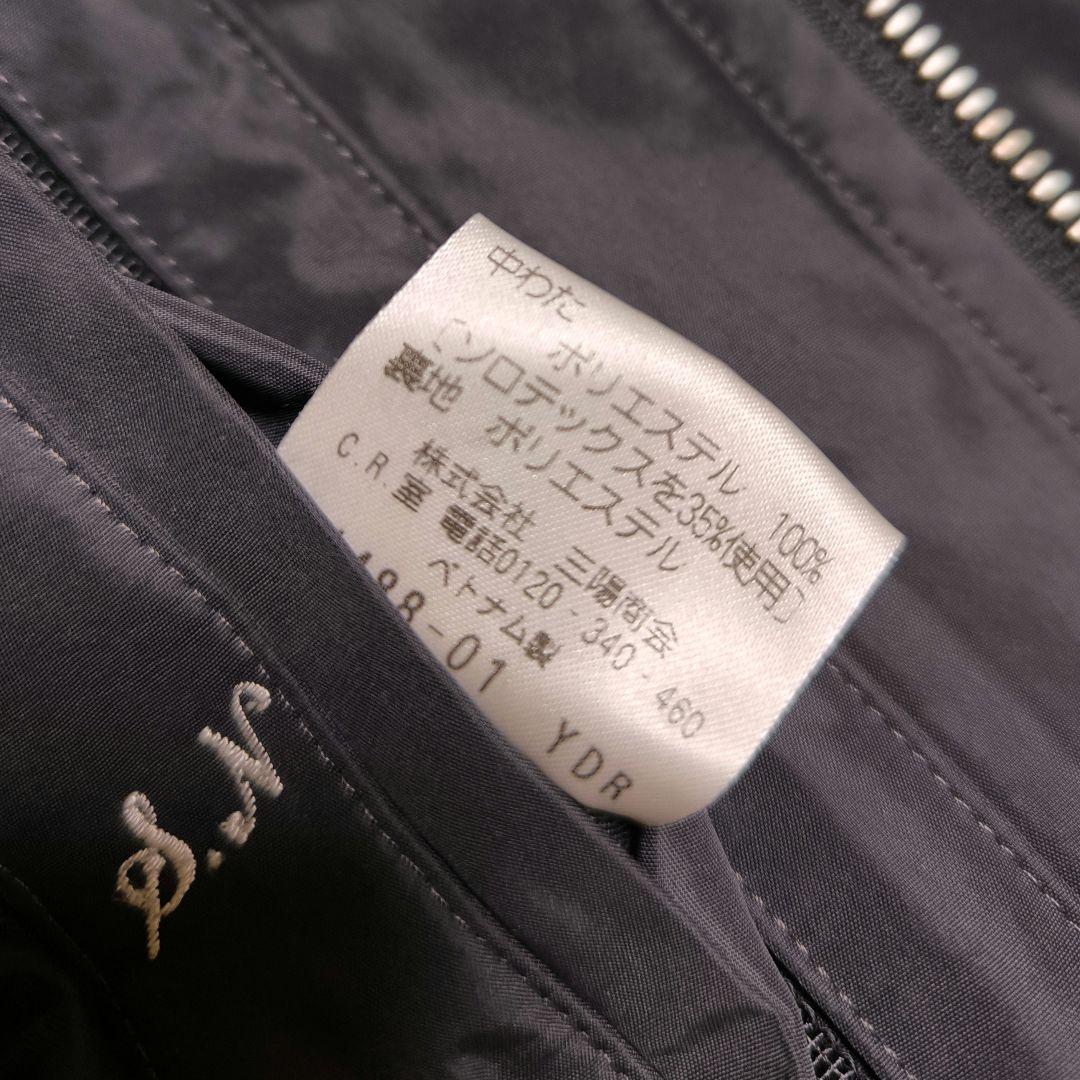 中わた ポリエステル 100%
〔ソロテックスを35%使用〕
裏地 ポリエステル
株式会社 三陽商会
C.R.室 電話0120-340-460
ベトナム製
488-01 YDR
S.N